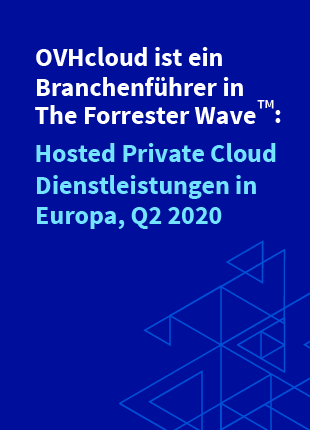 OVHcloud ist ein
Branchenführer in
The Forrester Wave™:
Hosted Private Cloud
Dienstleistungen in
Europa, Q2 2020